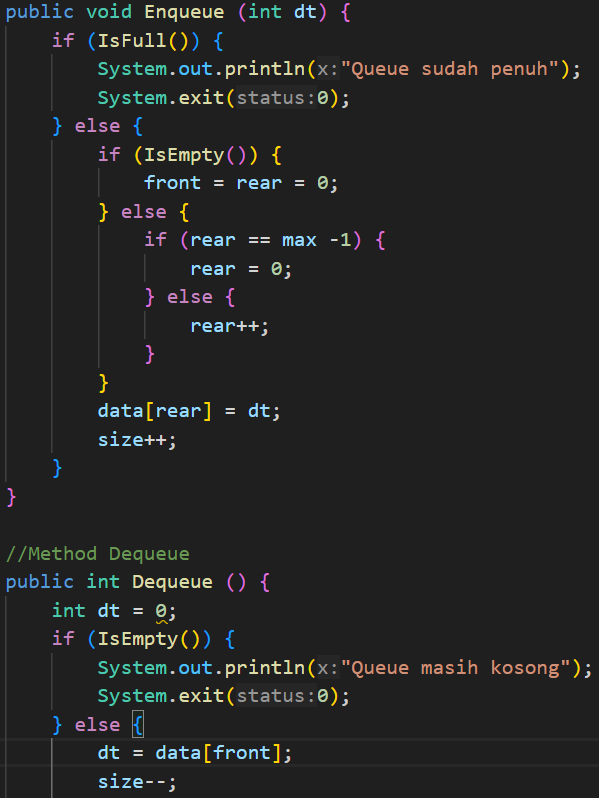 public void Enqueue (int dt) {
    if (IsFull()) {
        System.out.println(x:"Queue sudah penuh");
        System.exit(status:0);
    } else {
        if (IsEmpty()) {
            front = rear = 0;
        } else {
            if (rear == max -1) {
                rear = 0;
            } else {
                rear++;
            }
        }
        data[rear] = dt;
        size++;
    }
}

//Method Dequeue
public int Dequeue () {
    int dt = 0;
    if (IsEmpty()) {
        System.out.println(x:"Queue masih kosong");
        System.exit(status:0);
    } else {
        dt = data[front];
        size--;